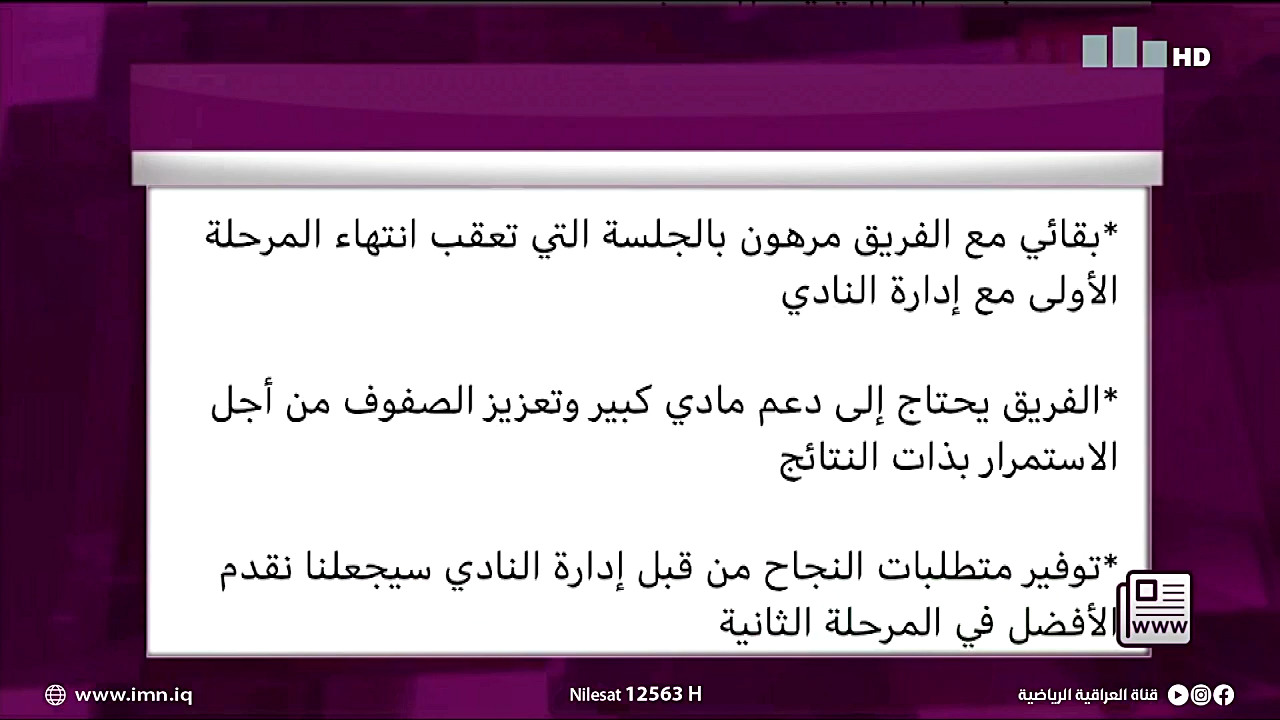 HD
*بقائي مع الفريق مرهون بالجلسة التي تعقب انتهاء المرحلة
الأولى مع إدارة النادي
*الفريق يحتاج إلى دعم مادي كبير وتعزيز الصفوف من أجل
الاستمرار بذات النتائج
*توفير متطلبات النجاح من قبل إدارة النادي سيجعلنا نقدم
الأفضل في المرحلة الثانية
www
www.imn.iq
Nilesat 12563 H
قناة العراقية الرياضية